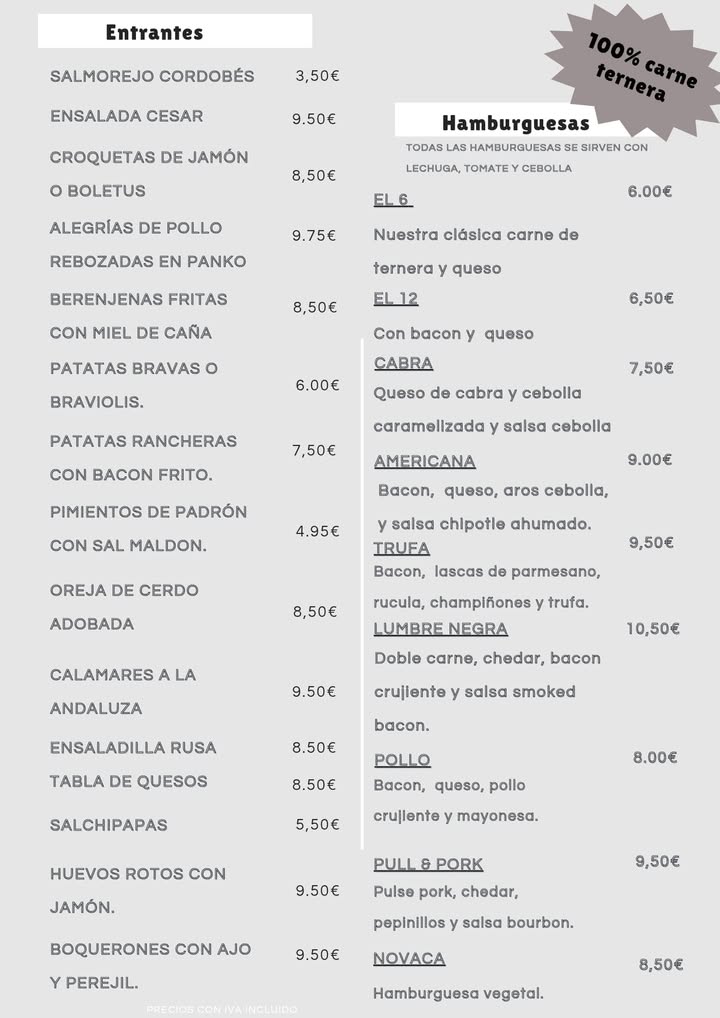 Entrantes
SALMOREJO CORDOBÉS 3,50€
ENSALADA CESAR 9.50€
CROQUETAS DE JAMÓN
O BOLETUS 8,50€
ALEGRÍAS DE POLLO
REBOZADAS EN PANKO 9.75€
BERENJENAS FRITAS
CON MIEL DE CAÑA 8,50€
PATATAS BRAVAS O
BRAVIOLIS. 6.00€
PATATAS RANCHERAS
CON BACON FRITO. 7,50€
PIMIENTOS DE PADRÓN
CON SAL MALDON. 4.95€
OREJA DE CERDO
ADOBADA 8,50€
CALAMARES A LA
ANDALUZA 9.50€
ENSALADILLA RUSA 8.50€
TABLA DE QUESOS 8.50€
SALCHIPAPAS 5,50€
HUEVOS ROTOS CON
JAMÓN. 9.50€
BOQUERONES CON AJO
Y PEREJIL. 9.50€
PRECIOS CON IVA INCLUIDO
100% carne
ternera
Hamburguesas
TODAS LAS HAMBURGUESAS SE SIRVEN CON
LECHUGA, TOMATE Y CEBOLLA
EL 6 6.00€
Nuestra clásica carne de
ternera y queso
EL 12 6,50€
Con bacon y queso
CABRA 7,50€
Queso de cabra y cebolla
caramelizada y salsa cebolla
AMERICANA 9.00€
Bacon, queso, aros cebolla,
y salsa chipotle ahumado.
TRUFA 9,50€
Bacon, lascas de parmesano,
rucula, champiñones y trufa.
LUMBRE NEGRA 10,50€
Doble carne, chedar, bacon
crujiente y salsa smoked
bacon.
POLLO 8.00€
Bacon, queso, pollo
crujiente y mayonesa.
PULL & PORK 9,50€
Pulse pork, chedar,
pepinillos y salsa bourbon.
NOVACA 8,50€
Hamburguesa vegetal.